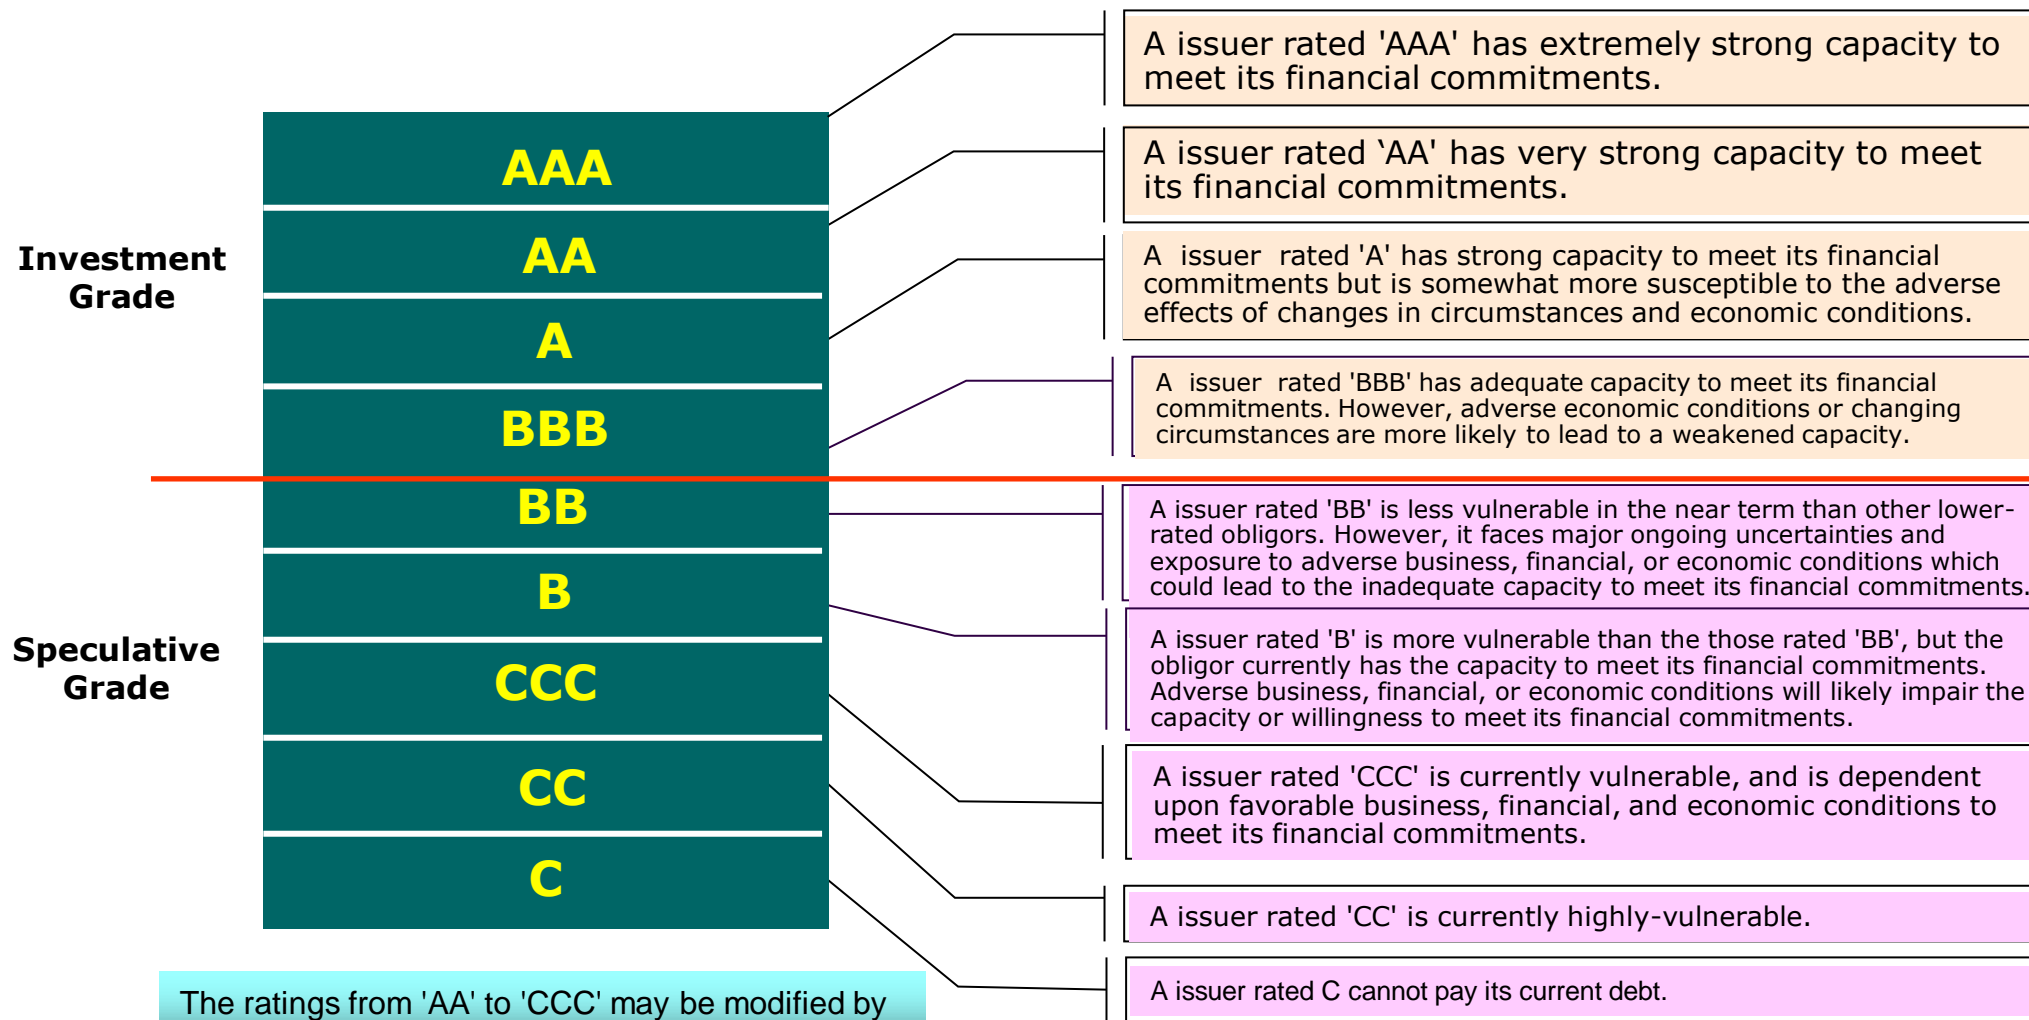 A issuer rated 'AAA' has extremely strong capacity to
meet its financial commitments.
AAA
A issuer rated ‘AA' has very strong capacity to meet
its financial commitments.
Investment
Grade
AA
A  issuer  rated 'A' has strong capacity to meet its financial
commitments but is somewhat more susceptible to the adverse
effects of changes in circumstances and economic conditions.
A
A  issuer  rated 'BBB' has adequate capacity to meet its financial
commitments. However, adverse economic conditions or changing
circumstances are more likely to lead to a weakened capacity.
BBB
BB
A issuer rated 'BB' is less vulnerable in the near term than other lower-
rated obligors. However, it faces major ongoing uncertainties and
exposure to adverse business, financial, or economic conditions which
could lead to the inadequate capacity to meet its financial commitments.
B
Speculative
Grade
A issuer rated 'B' is more vulnerable than the those rated 'BB', but the
obligor currently has the capacity to meet its financial commitments.
Adverse business, financial, or economic conditions will likely impair the
capacity or willingness to meet its financial commitments.
CCC
A issuer rated 'CCC' is currently vulnerable, and is dependent
upon favorable business, financial, and economic conditions to
meet its financial commitments.
CC
A issuer rated 'CC' is currently highly-vulnerable.
C
A issuer rated C cannot pay its current debt.
The ratings from 'AA' to 'CCC' may be modified by